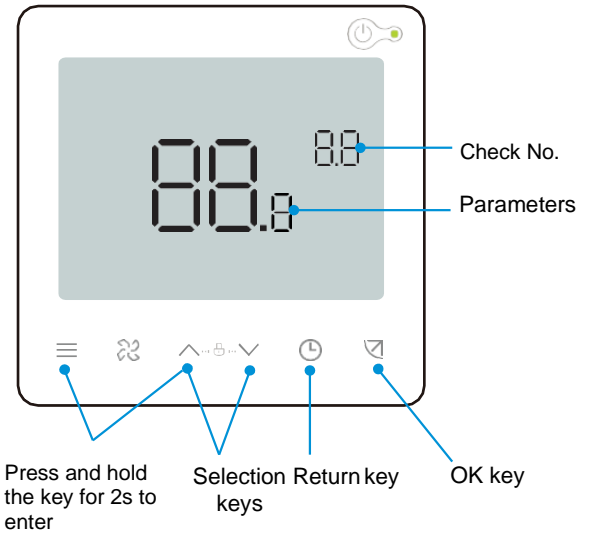 88.8
8.8
Check No.
Parameters
Press and hold
the key for 2s to
enter
Selection
keys
Return key
OK key